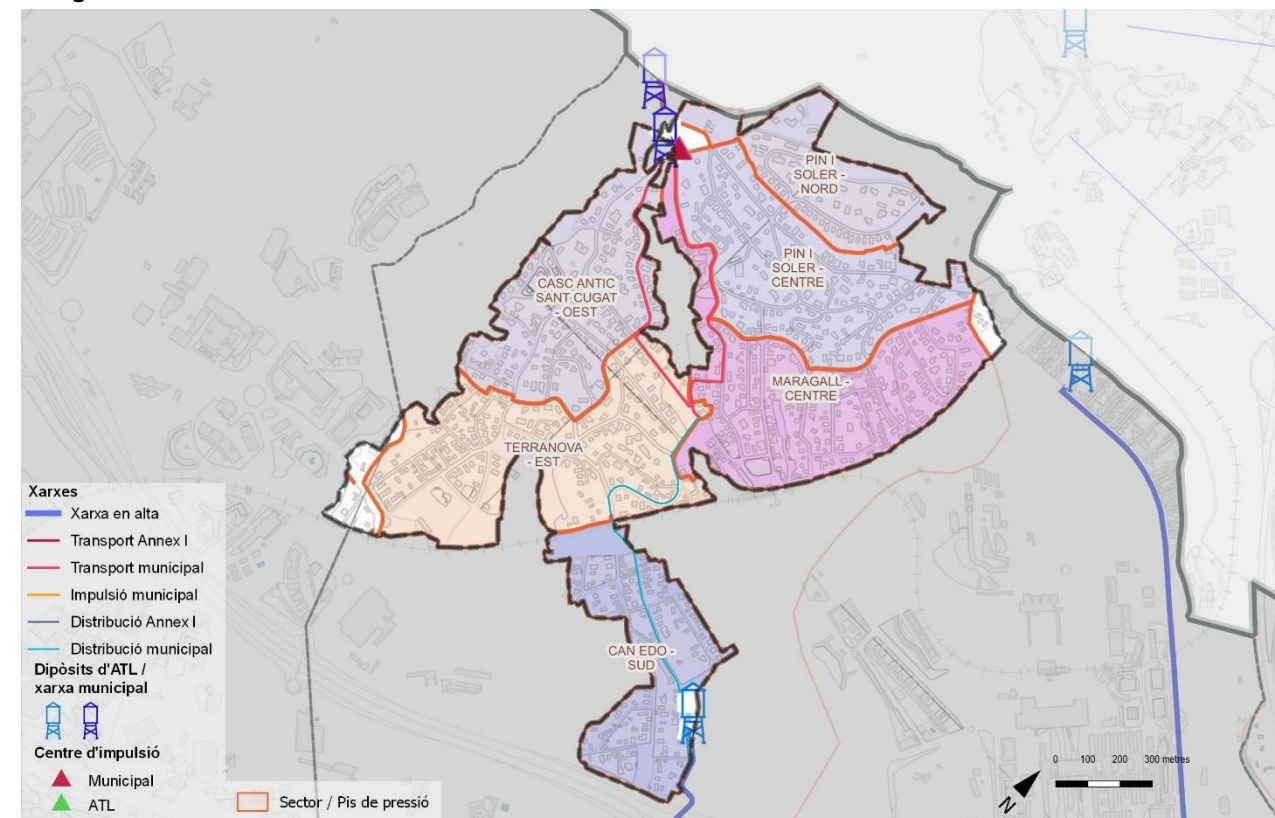 PIN I
SOLER -
NORD
PIN I
SOLER -
CENTRE
CASC ANTIC
SANT CUGAT
- OEST
MARAGALL -
CENTRE
TERRANOVA
- EST
CAN EDO -
SUD
Xarxes
Xarxa en alta
Transport Annex I
Transport municipal
Impulsió municipal
Distribució Annex I
Distribució municipal
Dipòsits d'ATL /
xarxa municipal
Centre d'impulsió
Municipal
ATL
Sector / Pis de pressió
0 100 200 300 metres
N